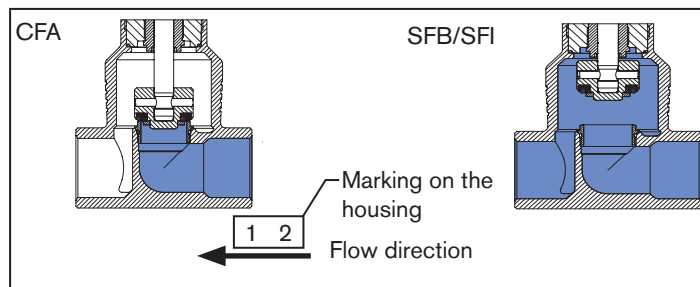 CFA
SFB/SFI
Marking on the
housing
1 2
Flow direction